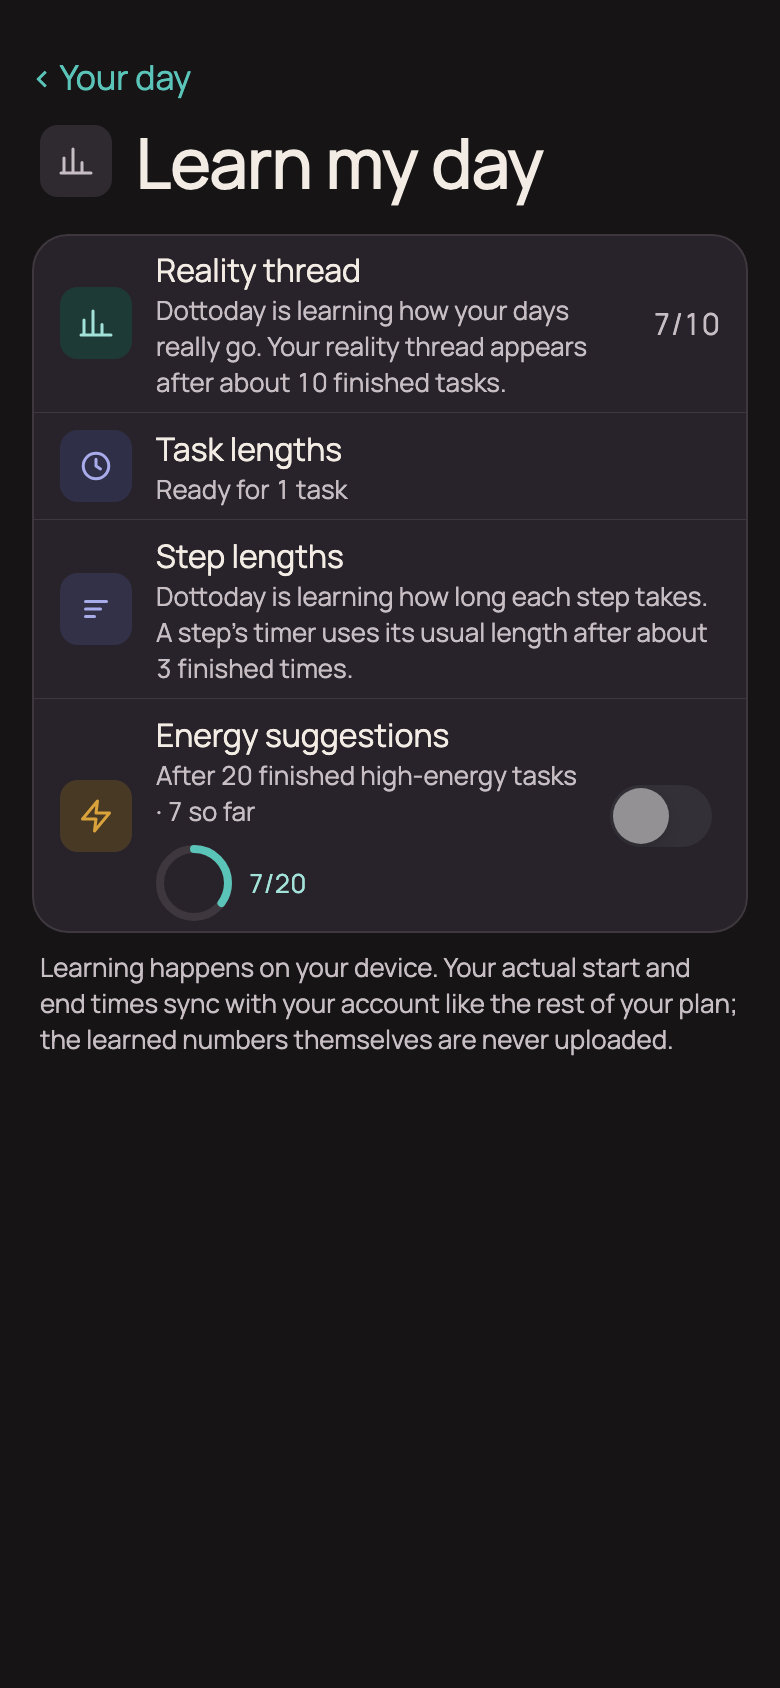 ‹ Your day
Learn my day
Reality thread
Dottoday is learning how your days
really go. Your reality thread appears
after about 10 finished tasks.
7/10
Task lengths
Ready for 1 task
Step lengths
Dottoday is learning how long each step takes.
A step’s timer uses its usual length after about
3 finished times.
Energy suggestions
After 20 finished high-energy tasks
· 7 so far
7/20
Learning happens on your device. Your actual start and
end times sync with your account like the rest of your plan;
the learned numbers themselves are never uploaded.